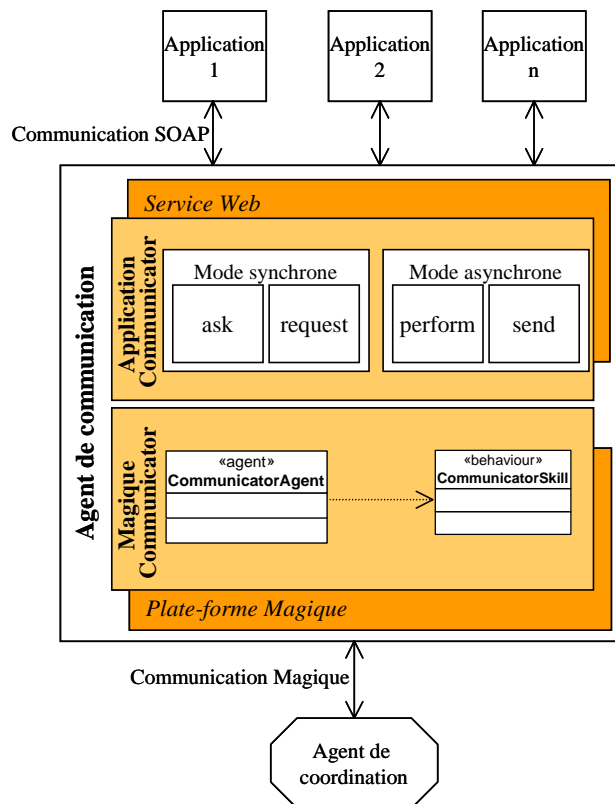 Application
1
Application
2
Application
n
Communication SOAP
Agent de communication
Service Web
Application
Communicator
Mode synchrone
ask
request
Mode asynchrone
perform
send
Magique
Communicator
«agent»
CommunicatorAgent
«behaviour»
CommunicatorSkill
Plate-forme Magique
Communication Magique
Agent de
coordination